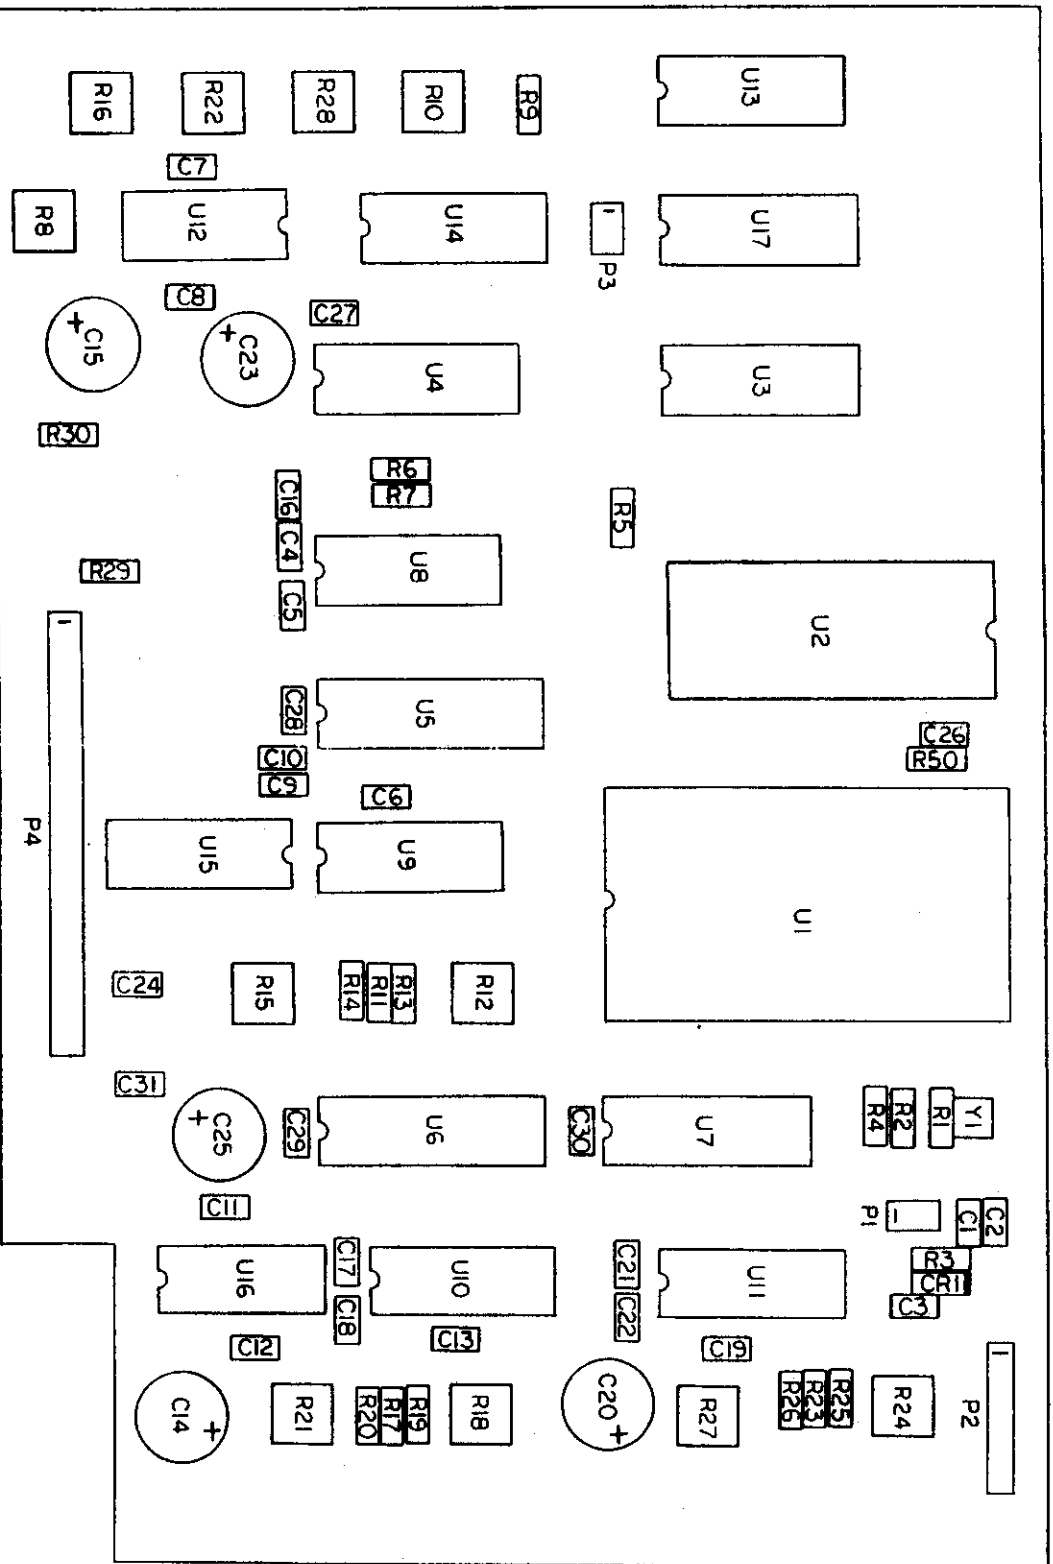 R16
R22
R28
R10
R9
U13
C7
R8
U12
U14
P3
U17
C8
C27
C15
+
C23
+
U4
U3
R30
R6
R7
C16
C4
R5
R29
U8
C5
U2
C28
U5
C26
R50
C10
C9
C6
P4
U15
U9
U1
C24
R15
R14
R11
R13
R12
C31
C25
+
C29
U6
C30
U7
R4
R2
R1
Y1
C11
P1
C1
C2
U16
C17
U10
C21
U11
R3
CR1
C3
C18
C22
C12
C13
C19
C14
+
R21
R20
R17
R19
R18
C20
+
R27
R26
R23
R25
R24
P2